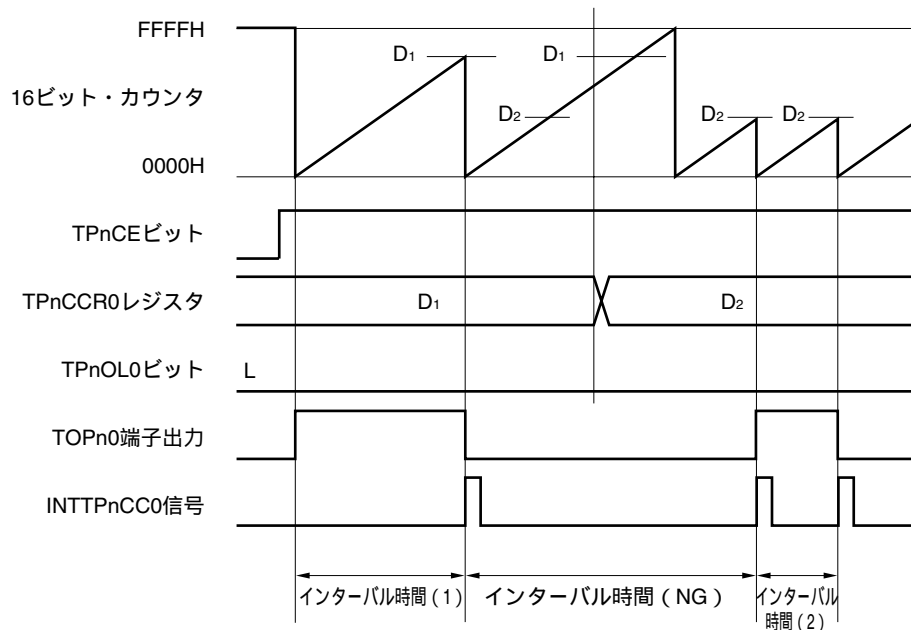 FFFFH
D1 D1
16ビット・カウンタ
D2 D2 D2
0000H
TPnCEビット
TPnCCR0レジスタ D1 D2
TPnOL0ビット L
TOPn0端子出力
INTTPnCC0信号
インターバル時間(1) インターバル時間(NG) インターバル
時間(2)